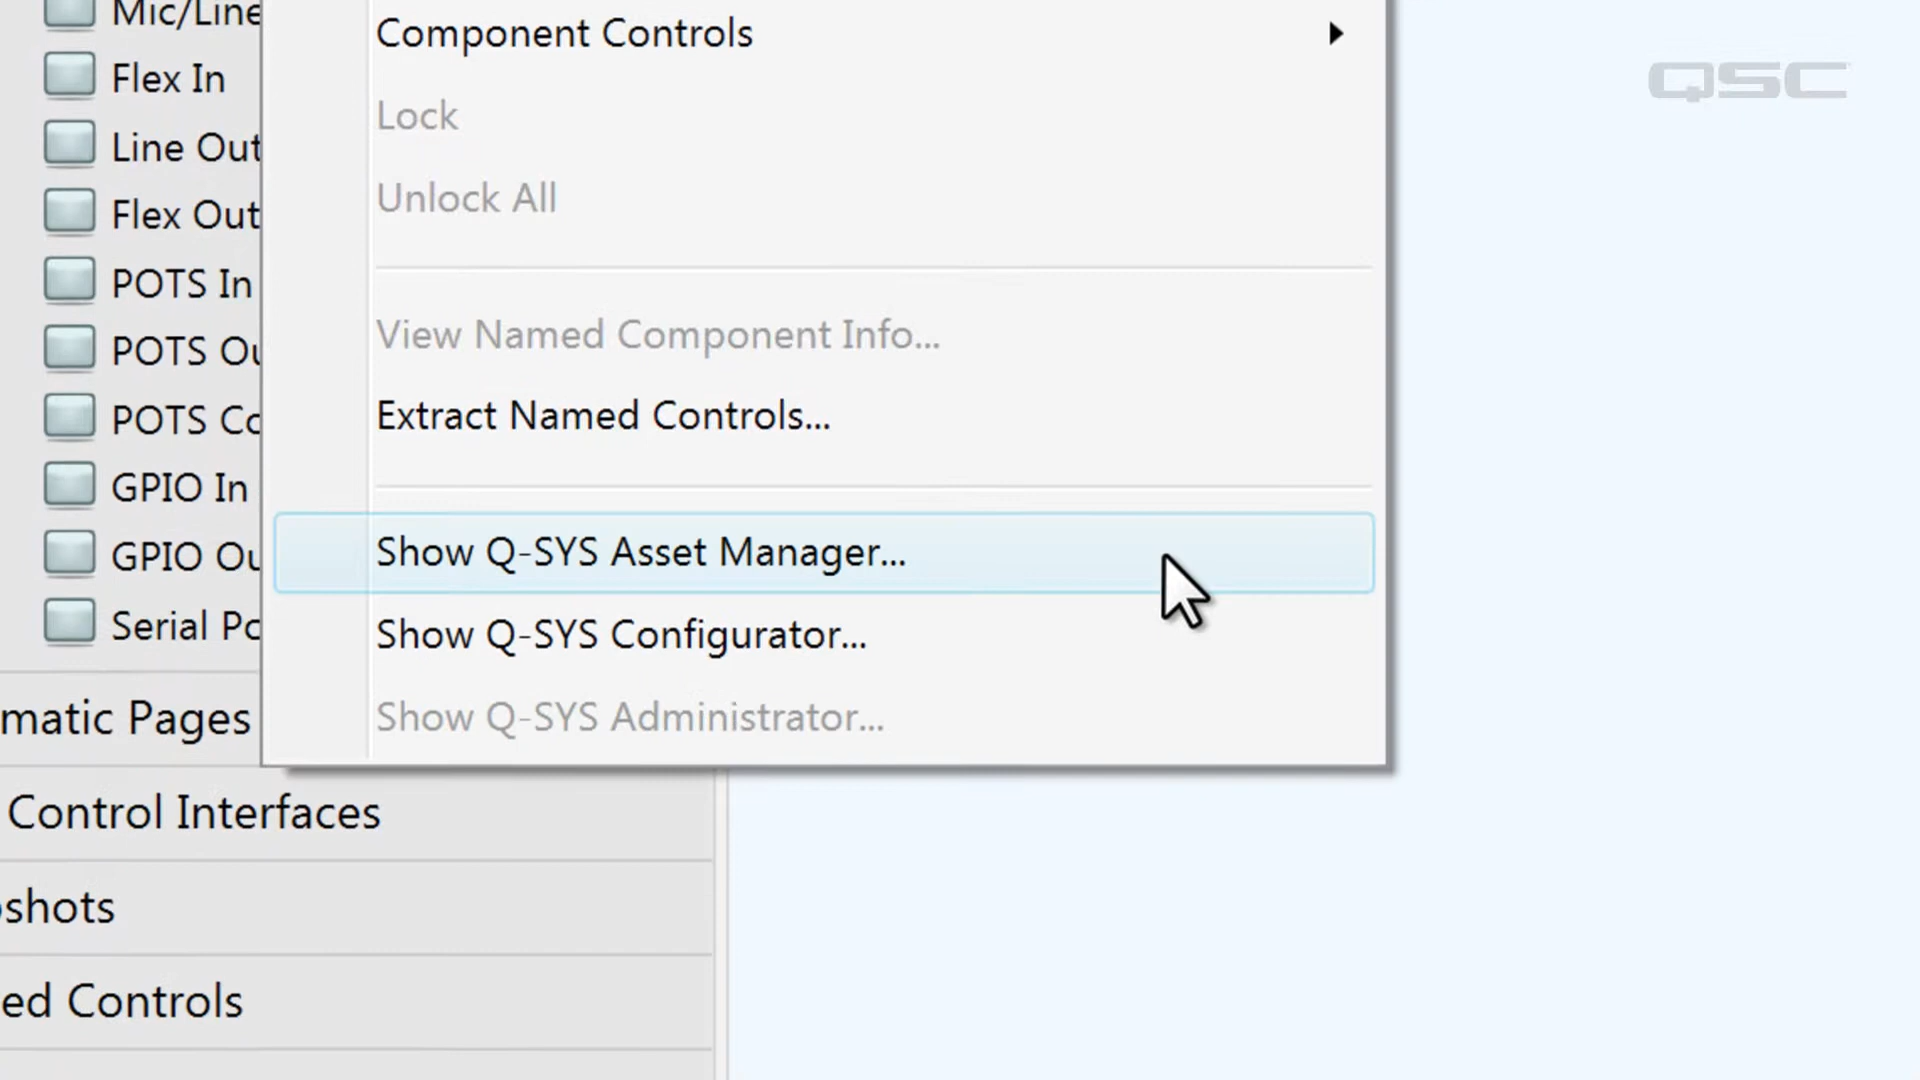 Mic/Line
Flex In
Line Out
Flex Out
POTS In
POTS Ou
POTS Co
GPIO In
GPIO Ou
Serial Po
matic Pages
Control Interfaces
shots
ed Controls
Component Controls
Lock
Unlock All
View Named Component Info...
Extract Named Controls...
Show Q-SYS Asset Manager...
Show Q-SYS Configurator...
Show Q-SYS Administrator...
QSC